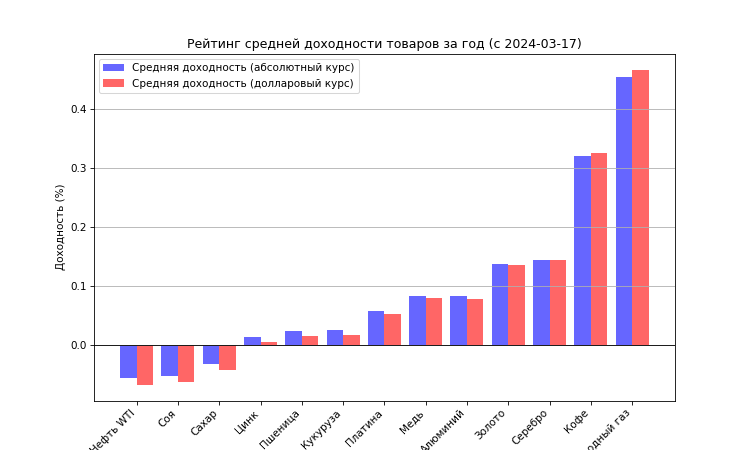 Рейтинг средней доходности товаров за год (с 2024-03-17)
Средняя доходность (абсолютный курс)
Средняя доходность (долларовый курс)
Доходность (%)
0.4
0.3
0.2
0.1
0.0
Нефть WTI
Соя
Сахар
Цинк
Пшеница
Кукуруза
Платина
Медь
Алюминий
Золото
Серебро
Кофе
газ